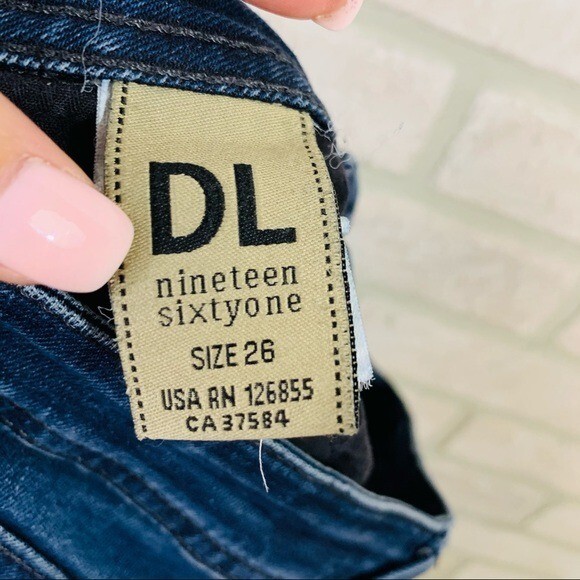 DL
nineteen
sixtyone
SIZE 26
USA RN 126855
CA 37584